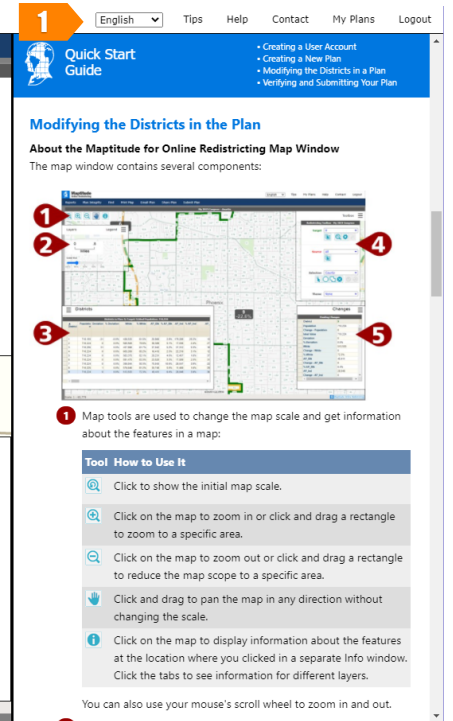 1
English Tips Help Contact My Plans Logout
Quick Start
Guide
• Creating a User Account
• Creating a New Plan
• Modifying the Districts in a Plan
• Verifying and Submitting Your Plan
Modifying the Districts in the Plan
About the Maptitude for Online Redistricting Map Window
The map window contains several components:
1
2
3
4
5
Districts
Changes
Phoenix
1 Map tools are used to change the map scale and get information
about the features in a map:
Tool How to Use It
Click to show the initial map scale.
Click on the map to zoom in or click and drag a rectangle
to zoom to a specific area.
Click on the map to zoom out or click and drag a rectangle
to reduce the map scope to a specific area.
Click and drag to pan the map in any direction without
changing the scale.
Click on the map to display information about the features
at the location where you clicked in a separate Info window.
Click the tabs to see information for different layers.
You can also use your mouse's scroll wheel to zoom in and out.